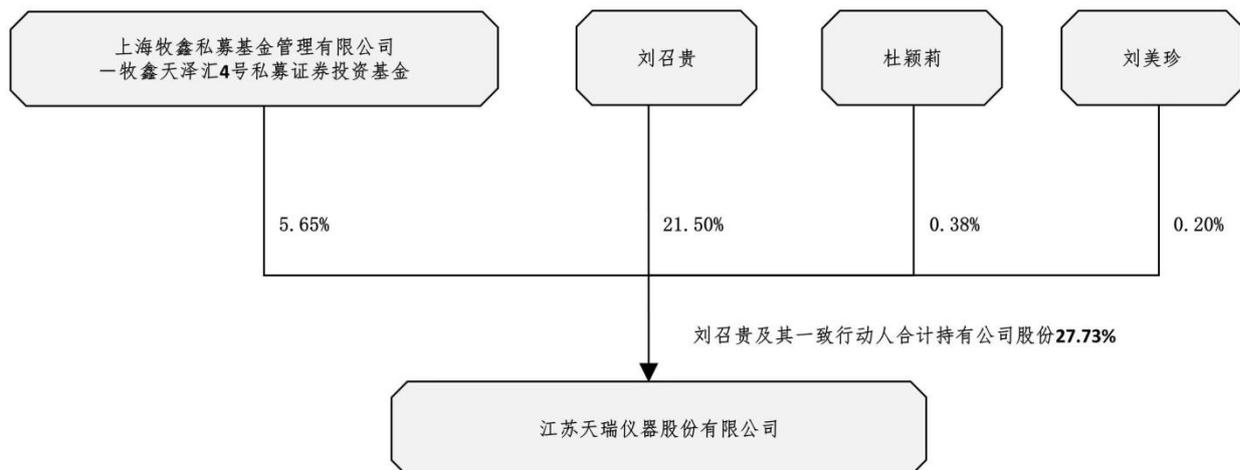 上海牧鑫私募基金管理有限公司
—牧鑫天泽汇4号私募证券投资基金
刘召贵
杜颖莉
刘美珍
5.65%
21.50%
0.38%
0.20%
刘召贵及其一致行动人合计持有公司股份27.73%
江苏天瑞仪器股份有限公司